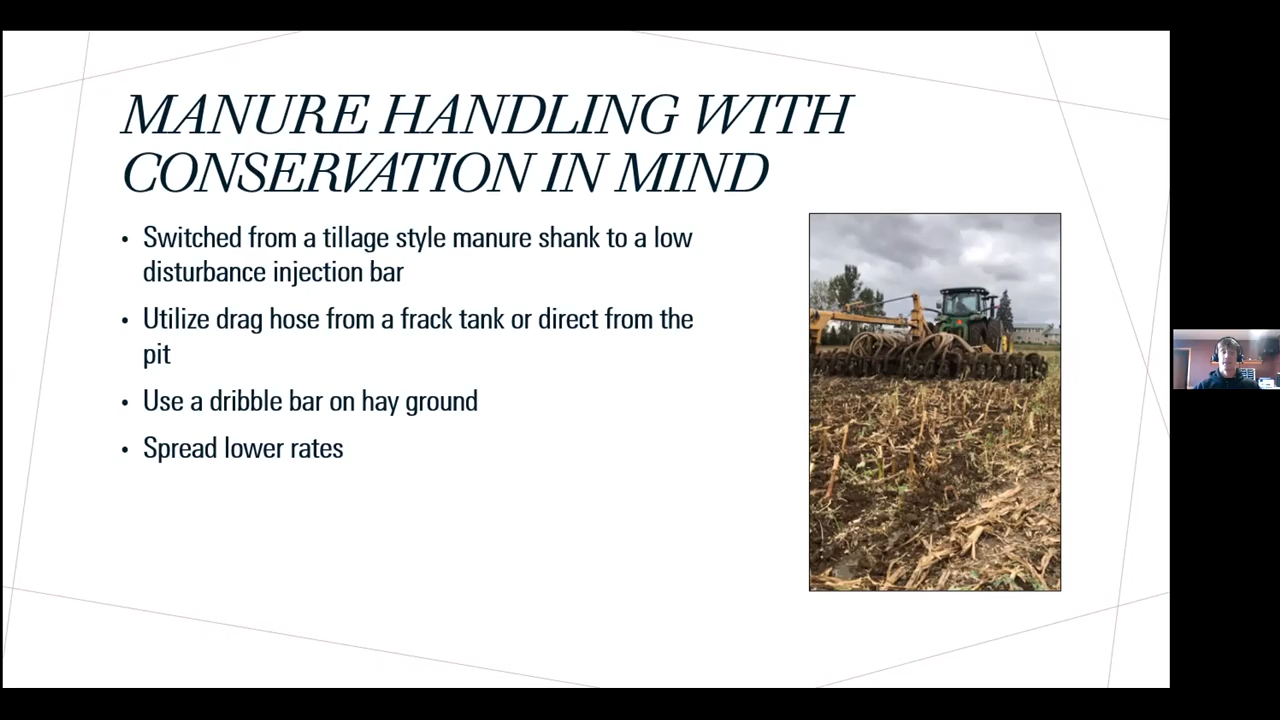 MANURE HANDLING WITH
CONSERVATION IN MIND
• Switched from a tillage style manure shank to a low
disturbance injection bar
• Utilize drag hose from a frack tank or direct from the
pit
• Use a dribble bar on hay ground
• Spread lower rates